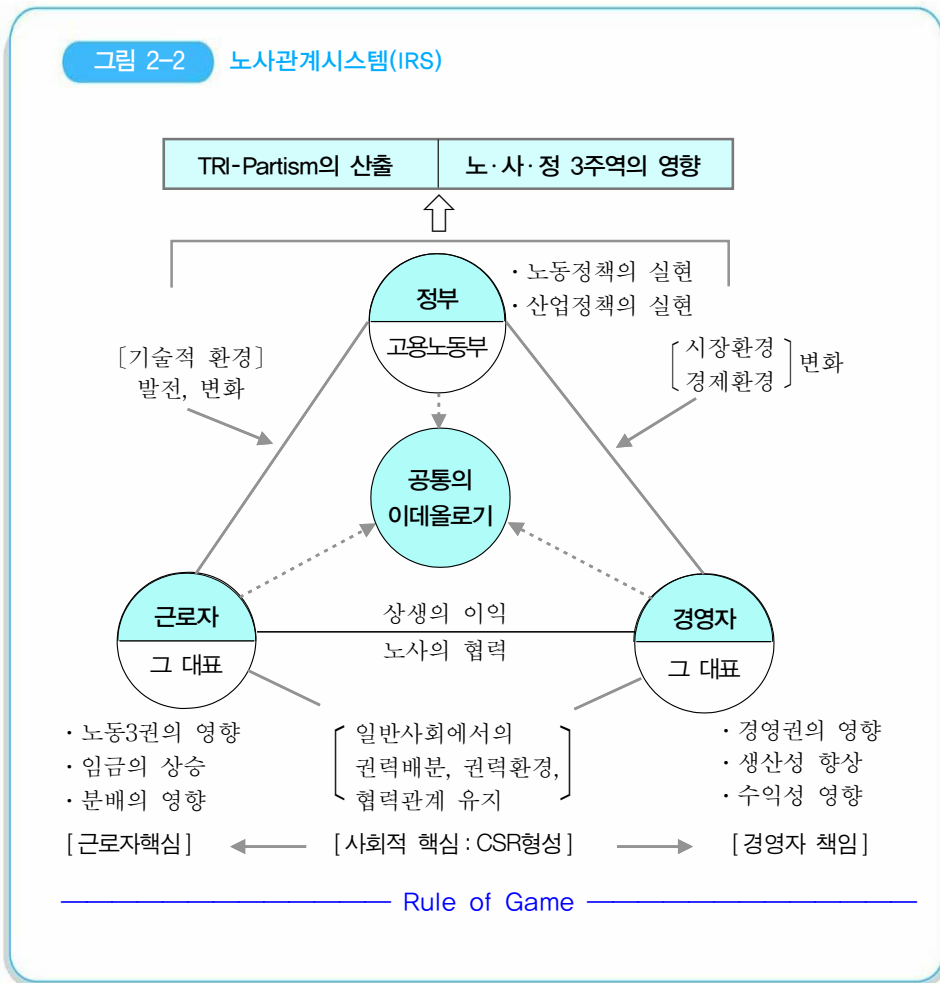 그림 2-2 노사관계시스템(IRS)
TRI-Partism의 산출 노·사·정 3주역의 영향
정부
고용노동부
· 노동정책의 실현
· 산업정책의 실현
[기술적 환경]
발전, 변화
시장환경
경제환경
변화
공통의
이데올로기
근로자
그 대표
상생의 이익
노사의 협력
경영자
그 대표
· 노동3권의 영향
· 임금의 상승
· 분배의 영향
일반사회에서의
권력배분, 권력환경,
협력관계 유지
· 경영권의 영향
· 생산성 향상
· 수익성 영향
[근로자핵심] [사회적 핵심 : CSR형성] [경영자 책임]
Rule of Game